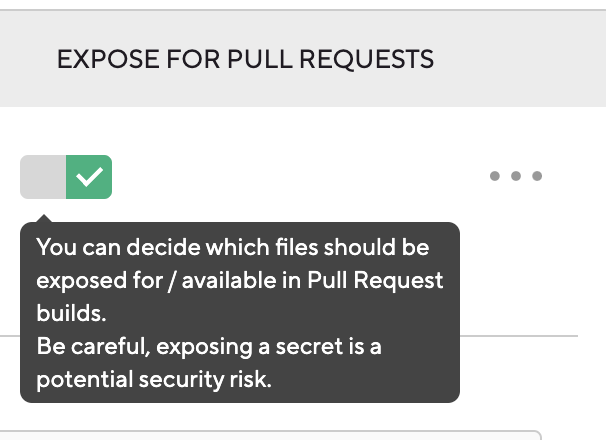 EXPOSE FOR PULL REQUESTS
You can decide which files should be
exposed for / available in Pull Request
builds.
Be careful, exposing a secret is a
potential security risk.